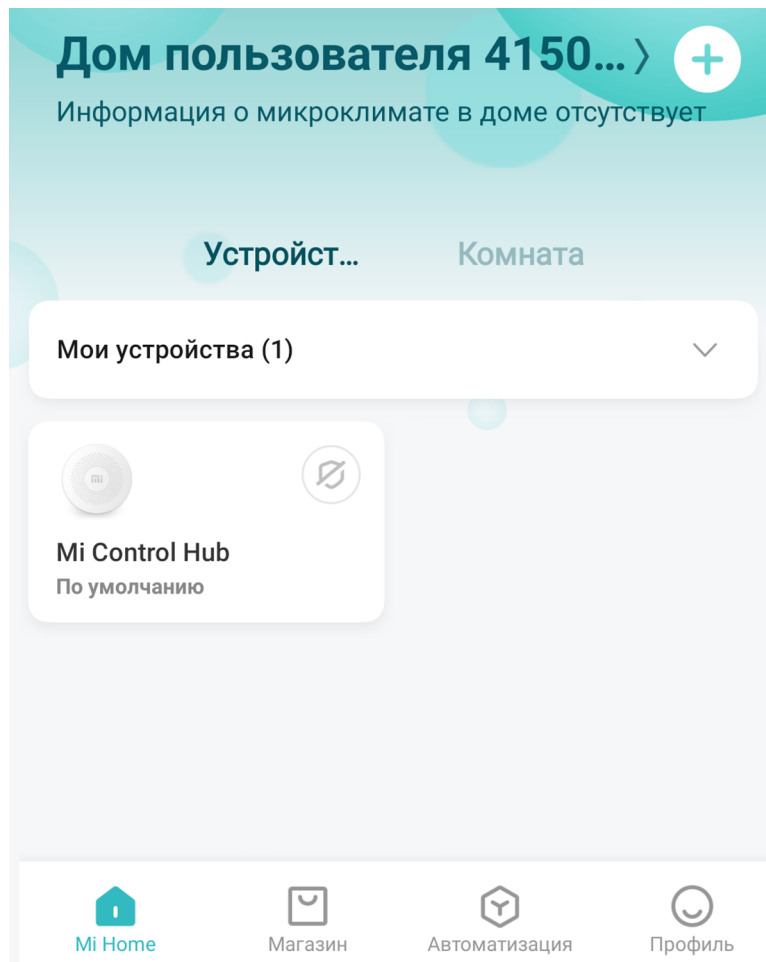 Дом пользователя 4150...
Информация о микроклимате в доме отсутствует
Устройст... Комната
Мои устройства (1)
mi
Mi Control Hub
По умолчанию
Mi Home Магазин Автоматизация Профиль